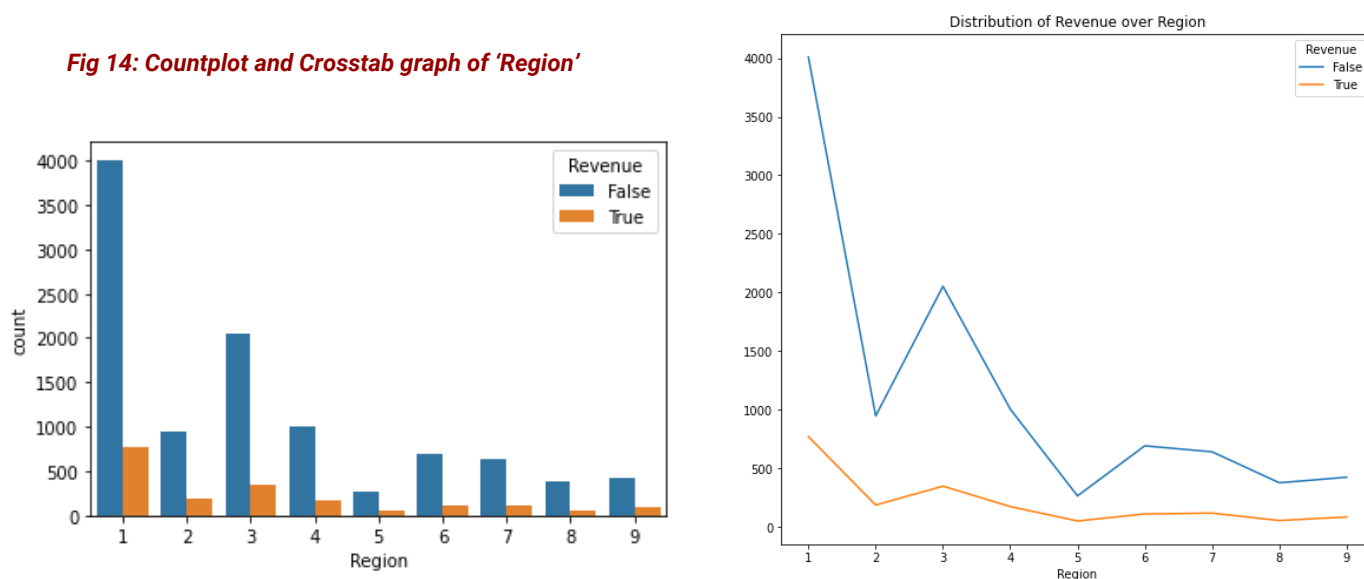 Fig 14: Countplot and Crosstab graph of ‘Region’
4000
3500
3000
2500
2000
1500
1000
500
0
count
Revenue
False
True
1 2 3 4 5 6 7 8 9
Region
Distribution of Revenue over Region
4000
3500
3000
2500
2000
1500
1000
500
0
Revenue
False
True
1 2 3 4 5 6 7 8 9
Region